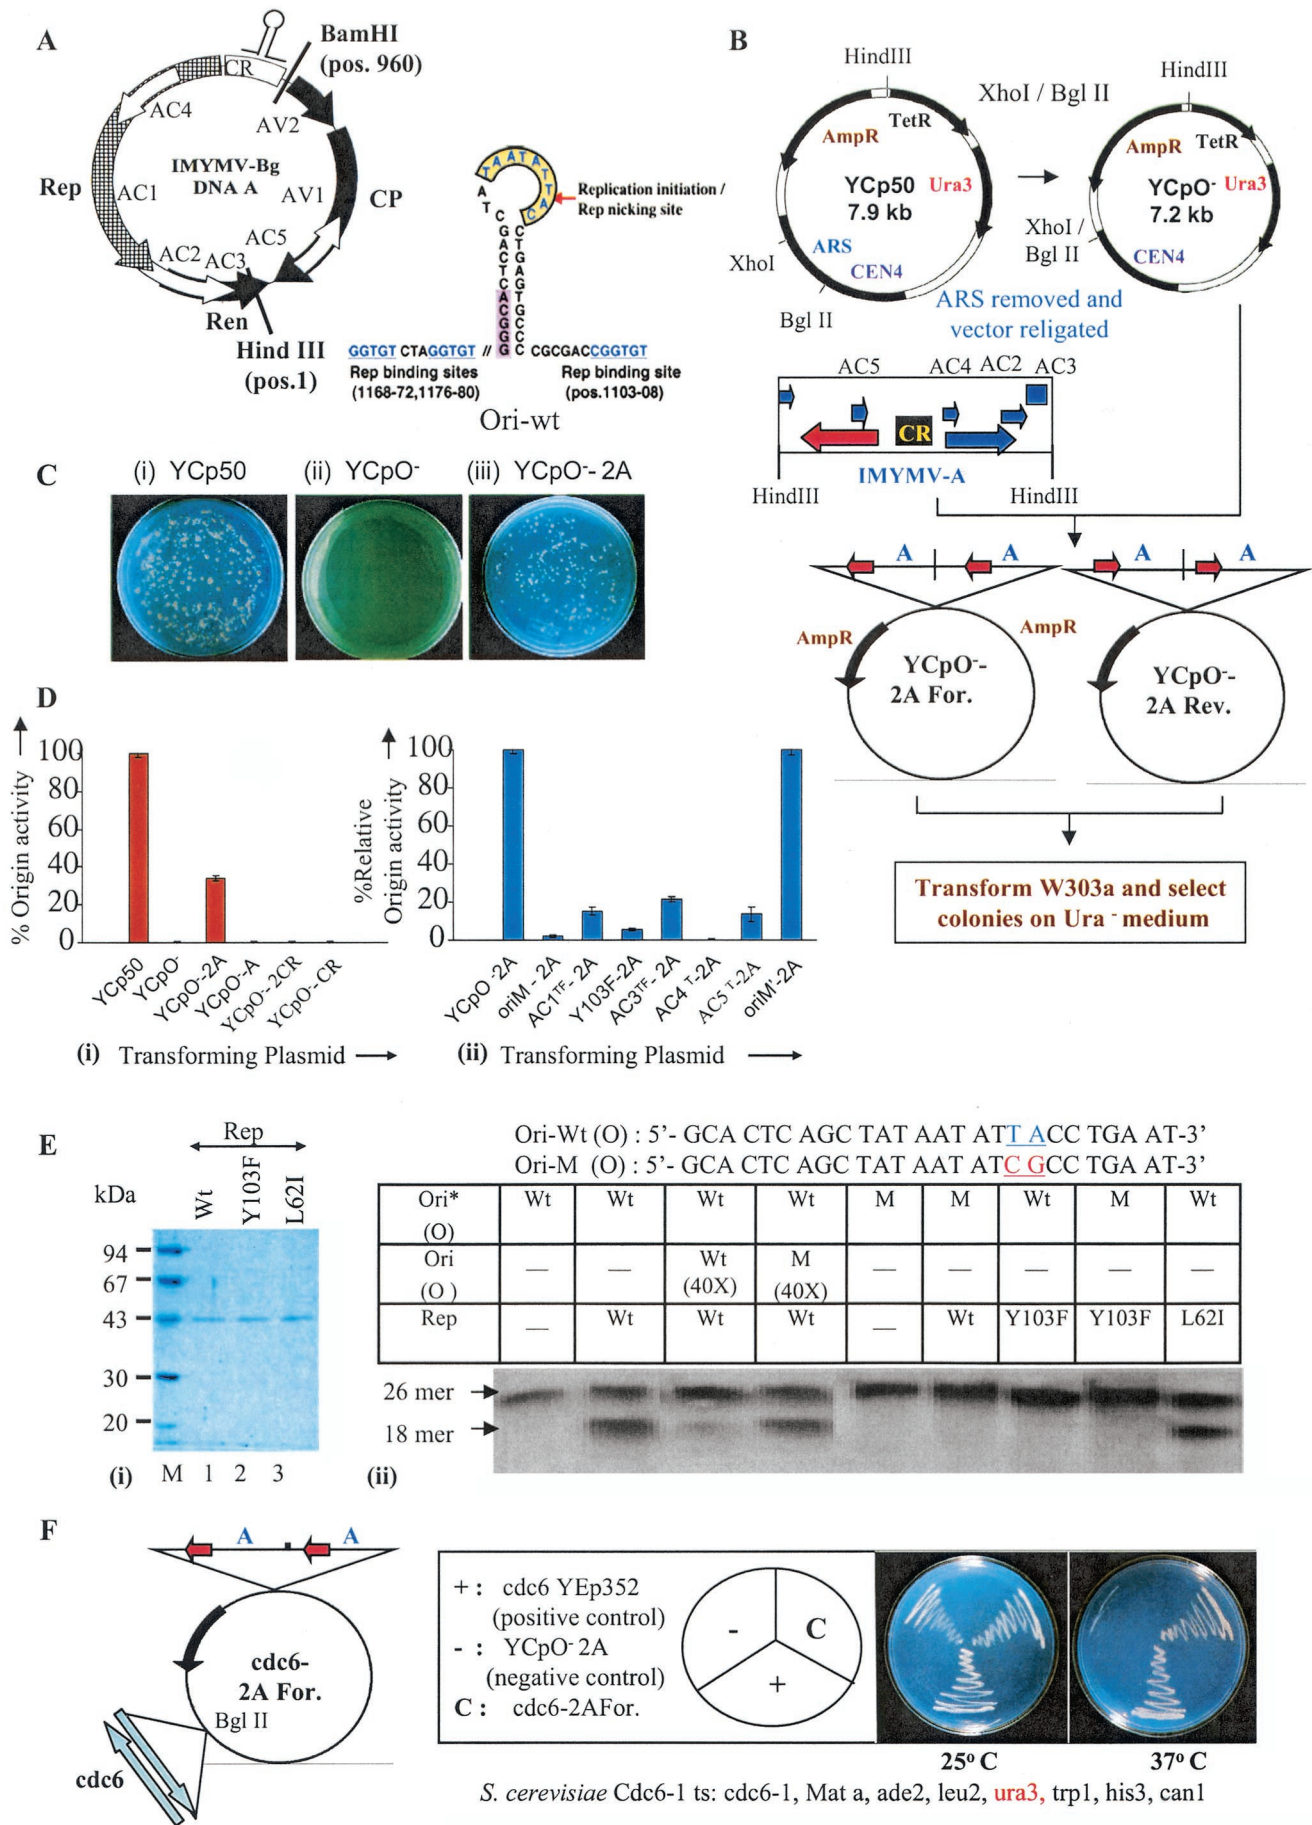 A
BamHI
(pos. 960)
CR
AC4
AV2
IMYMV-Bg
DNA A
Rep
AC1
AV1
CP
AC5
AC2
AC3
Ren
Hind III
(pos.1)
TAATATTAC
A
T
C
Replication initiation /
Rep nicking site
GGTGT CTAGGTGT //
CGCGACCGGTGT
Rep binding sites
(1168-72,1176-80)
Rep binding site
(pos.1103-08)
Ori-wt
B
HindIII
XhoI / Bgl II
HindIII
TetR
AmpR
YCp50
7.9 kb
Ura3
ARS
CEN4
XhoI
Bgl II
AmpR
TetR
YCpO-
7.2 kb
Ura3
XhoI /
Bgl II
CEN4
ARS removed and
vector religated
AC5
AC4
AC2
AC3
CR
IMYMV-A
HindIII
HindIII
A
A
A
A
AmpR
YCpO--
2A For.
AmpR
YCpO--
2A Rev.
Transform W303a and select
colonies on Ura - medium
C
(i) YCp50
(ii) YCpO-
(iii) YCpO-- 2A
D
% Origin activity
100
80
60
40
20
0
YCp50
YCpO-
YCpO--2A
YCpO--A
YCpO--2CR
YCpO--CR
(i) Transforming Plasmid
%Relative
Origin activity
100
80
60
40
20
0
YCpO--2A
oriM - 2A
AC1TF- 2A
Y103F-2A
AC3TF- 2A
AC4 T-2A
AC5 T-2A
oriM'-2A
(ii) Transforming Plasmid
E
Rep
kDa
Wt
Y103F
L62I
94
67
43
30
20
(i) M 1 2 3
Ori-Wt (O) : 5'- GCA CTC AGC TAT AAT ATT ACC TGA AT-3'
Ori-M (O) : 5'- GCA CTC AGC TAT AAT ATC GCC TGA AT-3'
Ori* (O) Wt Wt Wt Wt M M Wt M Wt
Ori (O ) — — Wt (40X) M (40X) — — — — —
Rep — Wt Wt Wt — Wt Y103F Y103F L62I
26 mer
18 mer
(ii)
F
A
A
cdc6-
2A For.
Bgl II
cdc6
+ : cdc6 YEp352
(positive control)
- : YCpO- 2A
(negative control)
C : cdc6-2AFor.
-
C
+
25o C
37o C
S. cerevisiae Cdc6-1 ts: cdc6-1, Mat a, ade2, leu2, ura3, trp1, his3, can1